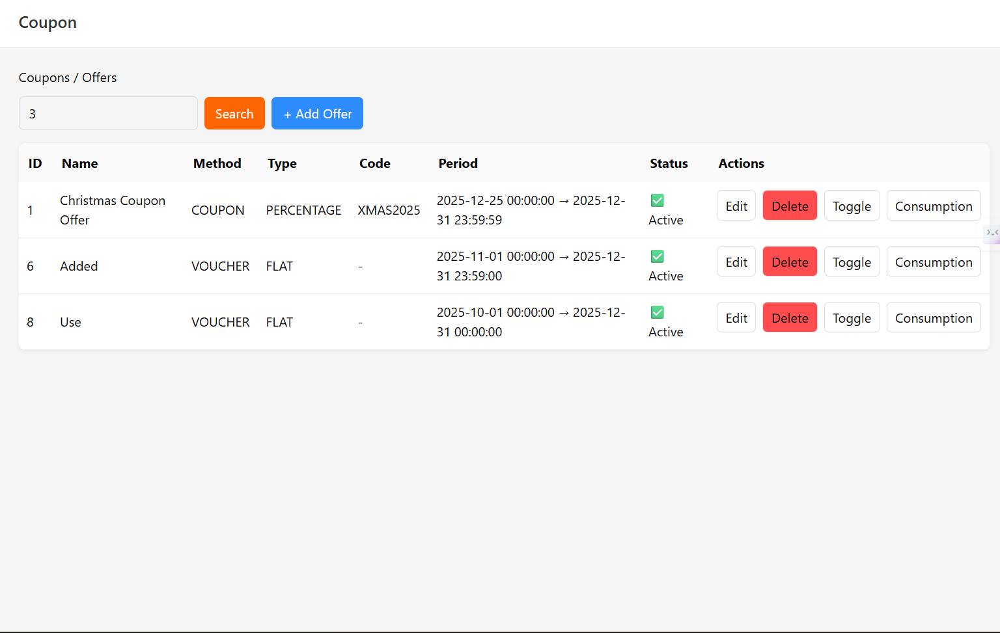 Coupon
Coupons / Offers
3
Search
+ Add Offer
ID Name Method Type Code Period Status Actions
1 Christmas Coupon Offer COUPON PERCENTAGE XMAS2025 2025-12-25 00:00:00 → 2025-12-31 23:59:59 ✅ Active Edit Delete Toggle Consumption
6 Added VOUCHER FLAT - 2025-11-01 00:00:00 → 2025-12-31 23:59:00 ✅ Active Edit Delete Toggle Consumption
8 Use VOUCHER FLAT - 2025-10-01 00:00:00 → 2025-12-31 00:00:00 ✅ Active Edit Delete Toggle Consumption